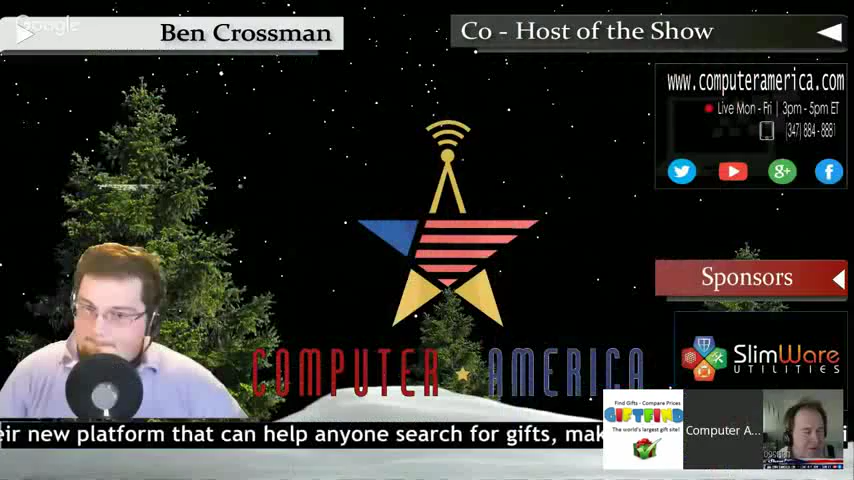 Google
Ben Crossman
Co - Host of the Show
www.computeramerica.com
Live Mon - Fri | 3pm - 5pm ET
(347) 884 - 8881
g+
f
Sponsors
SlimWare
UTILITIES
COMPUTER AMERICA
Find Gifts - Compare Prices
GIFTFIND
The world's largest gift site!
Computer A...
eir new platform that can help anyone search for gifts, mak